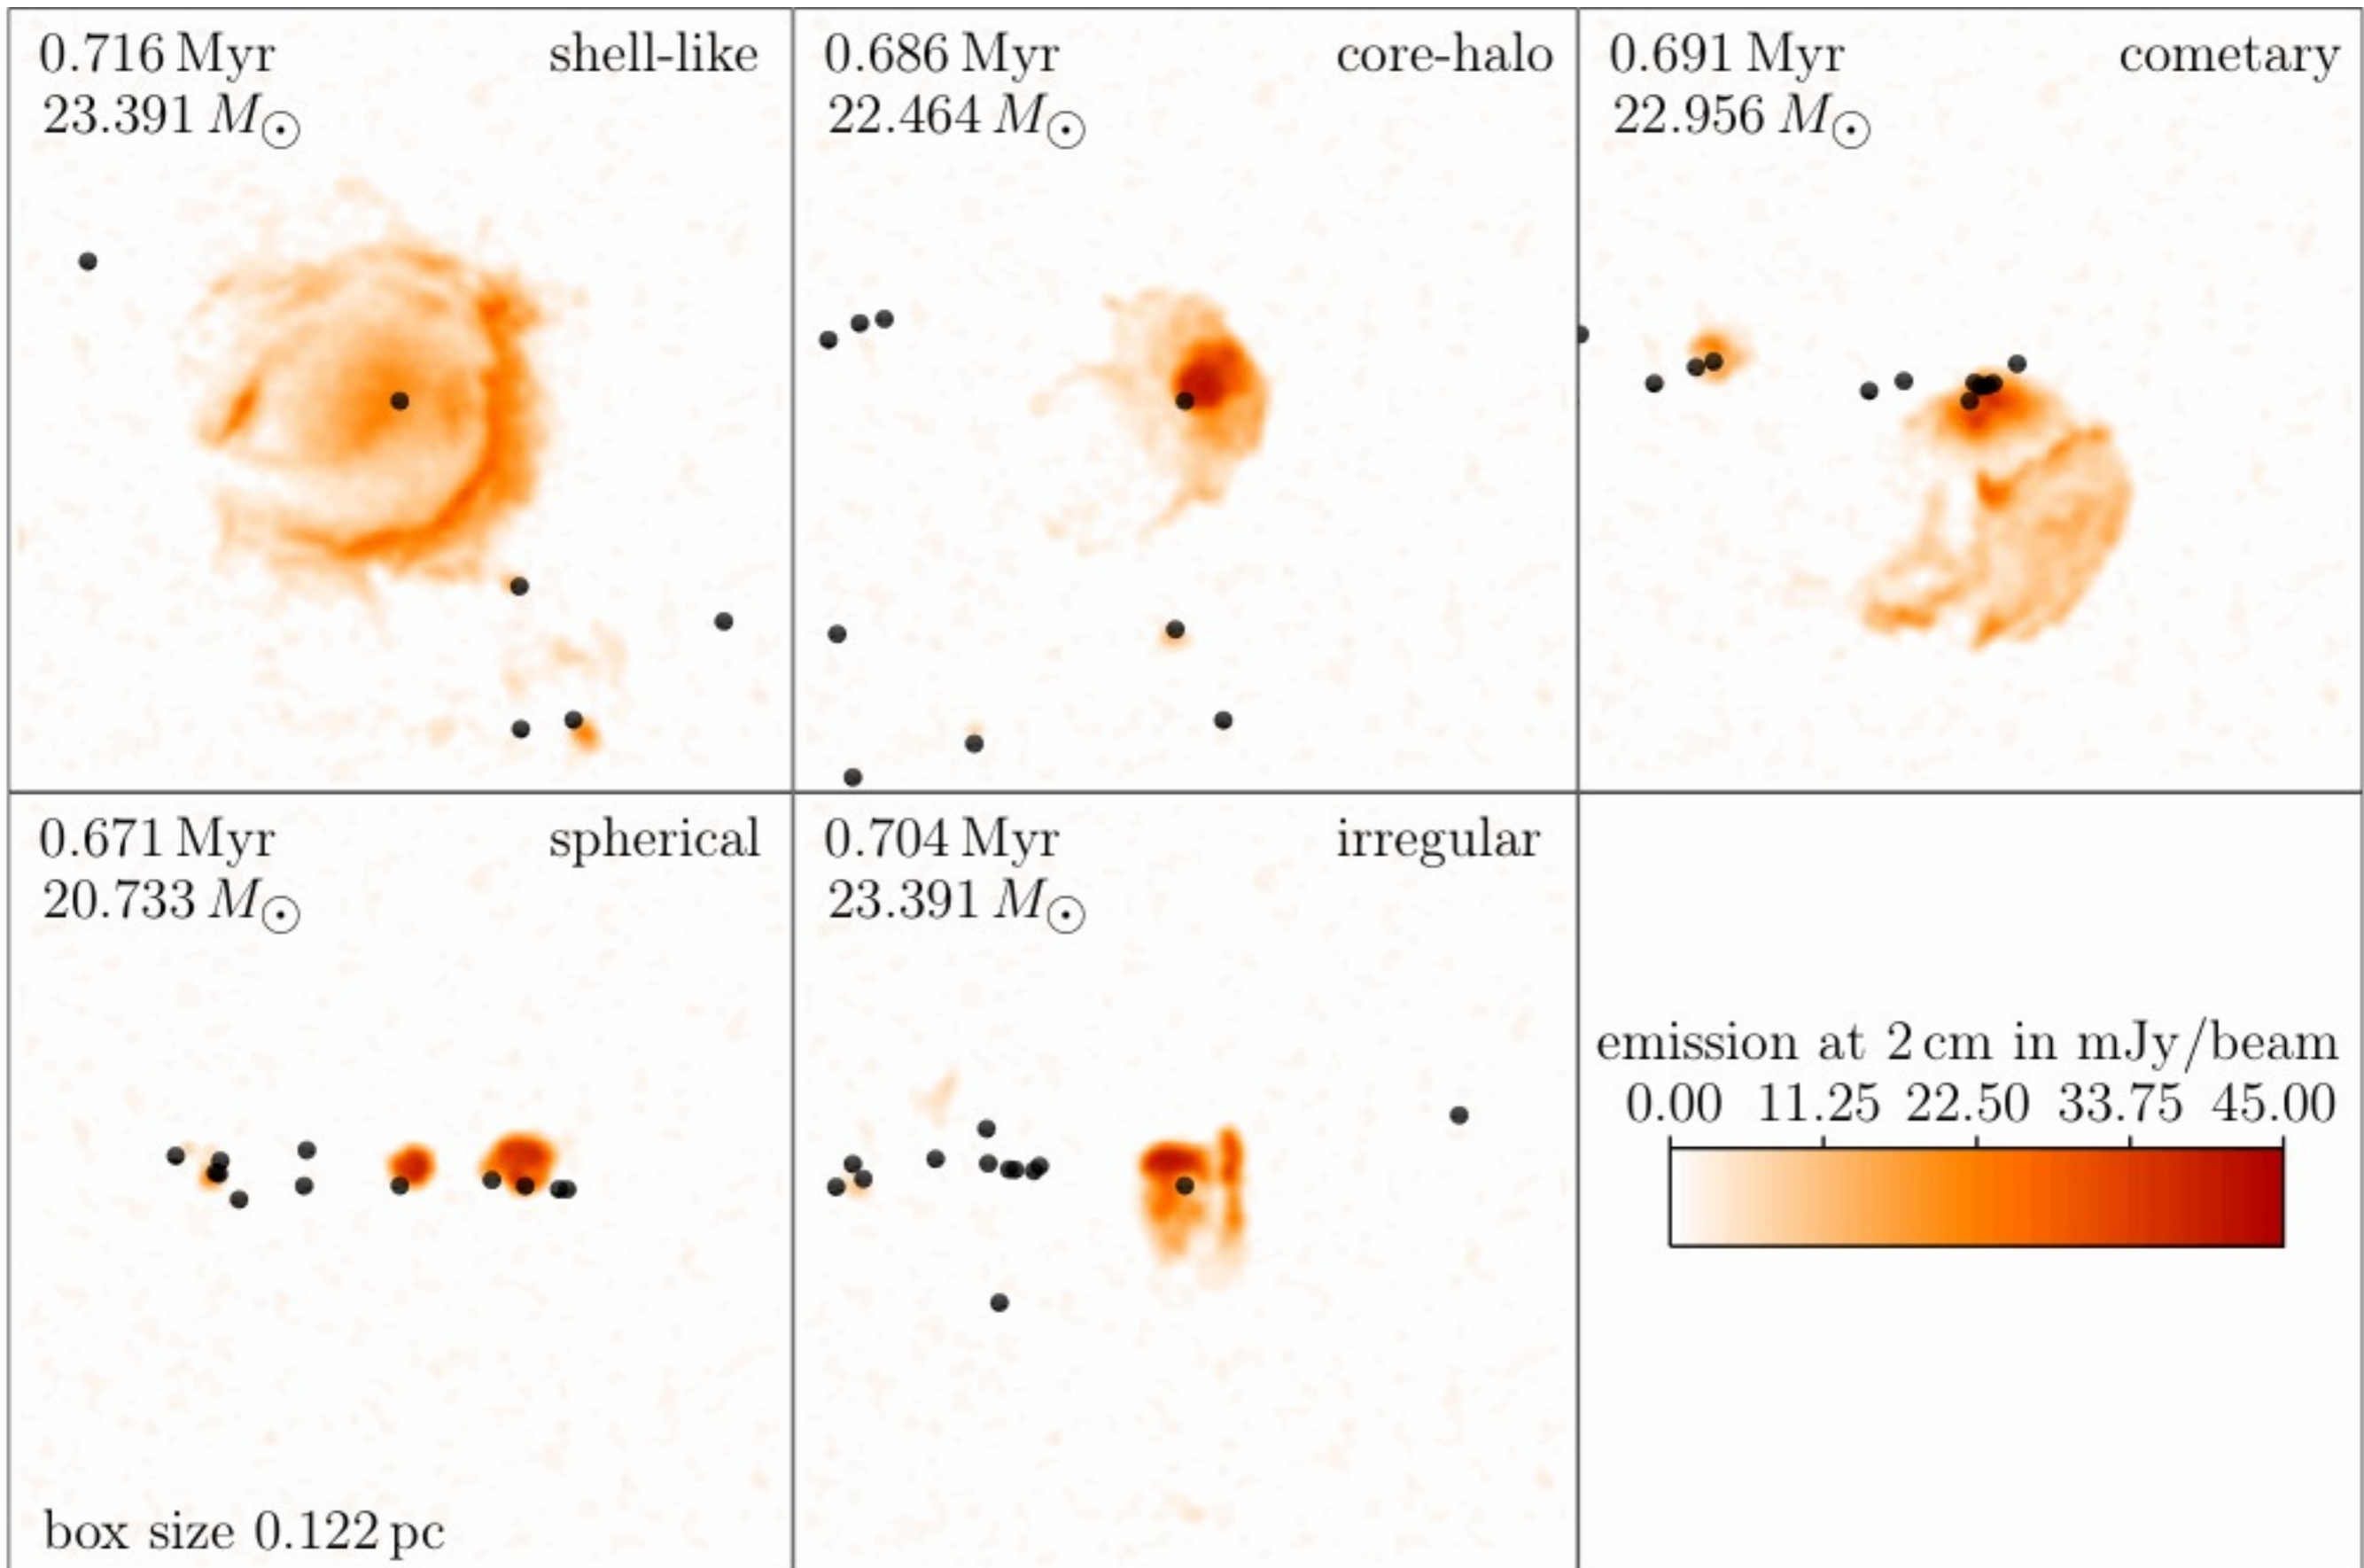 0.716 Myr
shell-like
23.391 M☉
0.686 Myr
core-halo
22.464 M☉
0.691 Myr
cometary
22.956 M☉
0.671 Myr
spherical
20.733 M☉
box size 0.122 pc
0.704 Myr
irregular
23.391 M☉
emission at 2 cm in mJy/beam
0.00 11.25 22.50 33.75 45.00